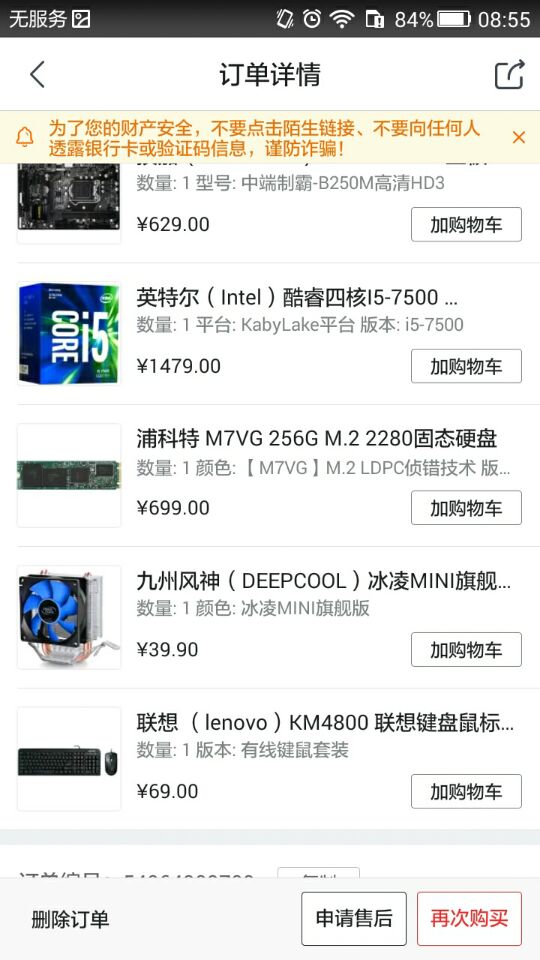 无服务 84% 08:55
订单详情
为了您的财产安全，不要点击陌生链接、不要向任何人
透露银行卡或验证码信息，谨防诈骗！
数量: 1 型号: 中端制霸-B250M高清HD3
¥629.00 加购物车
英特尔（Intel）酷睿四核I5-7500 ...
数量: 1 平台: KabyLake平台 版本: i5-7500
¥1479.00 加购物车
浦科特 M7VG 256G M.2 2280固态硬盘
数量: 1 颜色:【 M7VG 】M.2 LDPC侦错技术 版...
¥699.00 加购物车
九州风神（DEEPCOOL）冰凌MINI旗舰...
数量: 1 颜色: 冰凌MINI旗舰版
¥39.90 加购物车
联想 （lenovo）KM4800 联想键盘鼠标...
数量: 1 版本: 有线键鼠套装
¥69.00 加购物车
删除订单 申请售后 再次购买